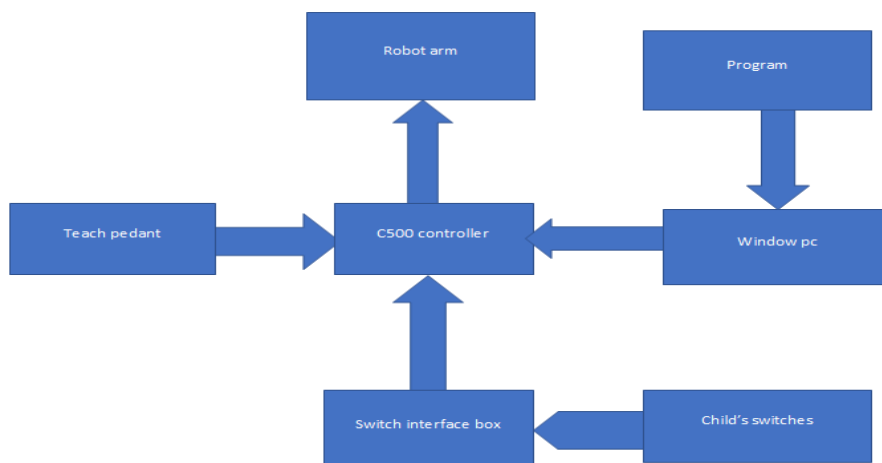 Robot arm
Program
Teach pedant
C500 controller
Window pc
Switch interface box
Child's switches